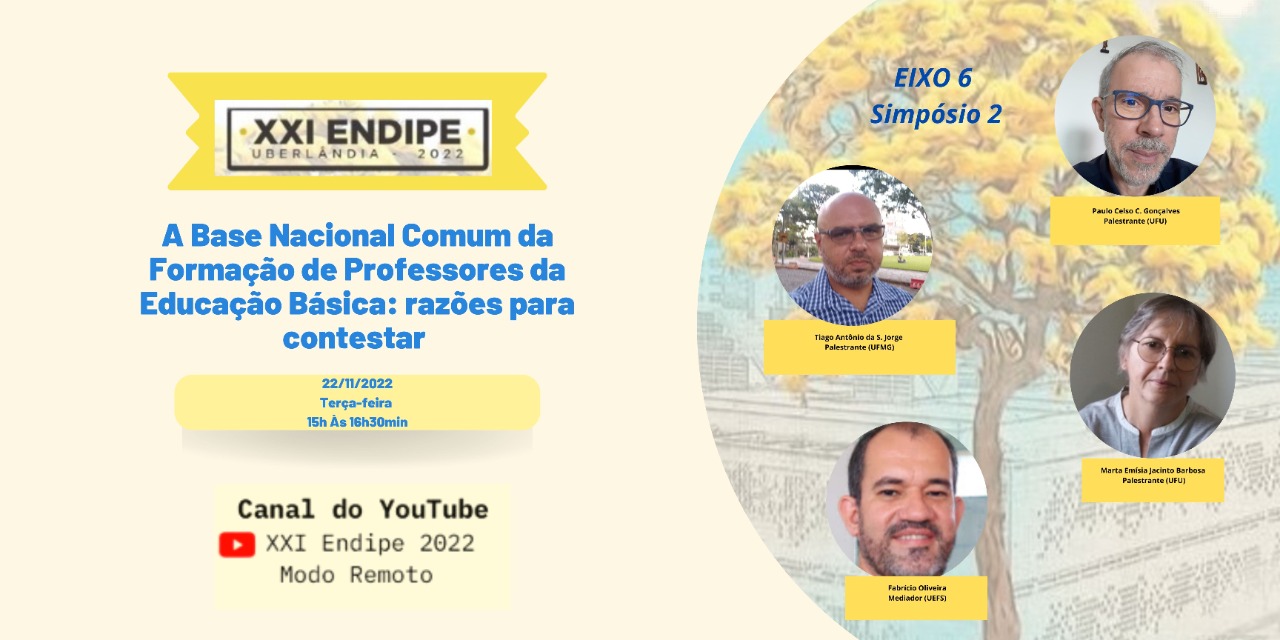 XXI ENDIPE
UBERLÂNDIA - 2022
A Base Nacional Comum da
Formação de Professores da
Educação Básica: razões para
contestar
22/11/2022
Terça-feira
15h Às 16h30min
Canal do YouTube
XXI Endipe 2022
Modo Remoto
EIXO 6
Simpósio 2
Paulo Celso C. Gonçalves
Palestrante (UFU)
Tiago Antônio da S. Jorge
Palestrante (UFMG)
Marta Emísia Jacinto Barbosa
Palestrante (UFU)
Fabrício Oliveira
Mediador (UEFS)